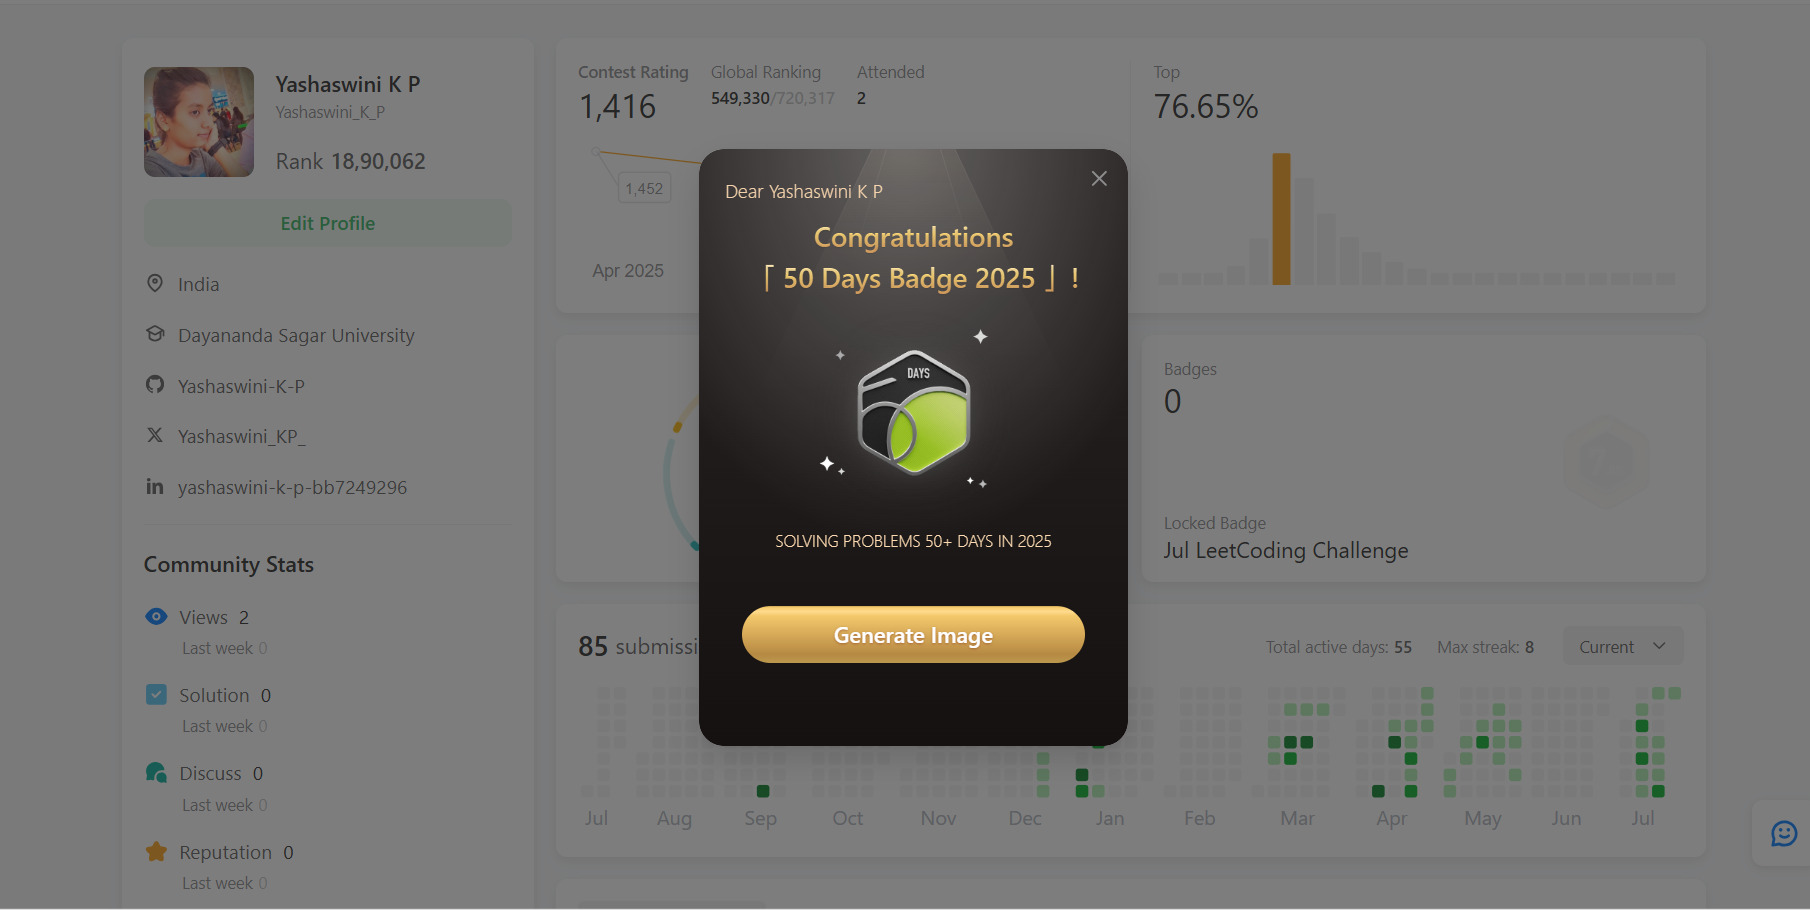 Yashaswini K P
Yashaswini_K_P
Rank 18,90,062
Edit Profile
India
Dayananda Sagar University
Yashaswini-K-P
Yashaswini_KP_
yashaswini-k-p-bb7249296
Community Stats
Views 2
Last week 0
Solution 0
Last week 0
Discuss 0
Last week 0
Reputation 0
Last week 0
Contest Rating
1,416
Global Ranking
549,330/720,317
Attended
2
1,452
Apr 2025
Top
76.65%
Dear Yashaswini K P
Congratulations
「 50 Days Badge 2025 」!
DAYS
SOLVING PROBLEMS 50+ DAYS IN 2025
Generate Image
Badges
0
Locked Badge
Jul LeetCoding Challenge
85 submissi
Total active days: 55 Max streak: 8 Current
Jul Aug Sep Oct Nov Dec Jan Feb Mar Apr May Jun Jul